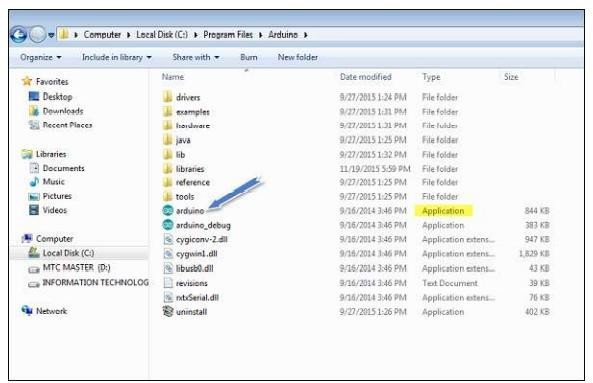 Computer ▸ Local Disk (C:) ▸ Program Files ▸ Arduino ▸
Organize ▾ Include in library ▾ Share with ▾ Burn New folder
Name Date modified Type Size
Favorites
Desktop
Downloads
Recent Places
Libraries
Documents
Music
Pictures
Videos
Computer
Local Disk (C:)
MTC MASTER (D:)
INFORMATION TECHNOLOG
Network
drivers 9/27/2015 1:24 PM File folder
examples 9/27/2015 1:31 PM File folder
hardware 9/27/2015 1:31 PM File folder
java 9/27/2015 1:25 PM File folder
lib 9/27/2015 1:32 PM File folder
libraries 11/19/2015 5:59 PM File folder
reference 9/27/2015 1:25 PM File folder
tools 9/27/2015 1:25 PM File folder
arduino 9/16/2014 3:46 PM Application 844 KB
arduino_debug 9/16/2014 3:46 PM Application 383 KB
cygiconv-2.dll 9/16/2014 3:46 PM Application extens... 947 KB
cygwin1.dll 9/16/2014 3:46 PM Application extens... 1,829 KB
libusb0.dll 9/16/2014 3:46 PM Application extens... 43 KB
revisions 9/16/2014 3:46 PM Text Document 39 KB
rxtxSerial.dll 9/16/2014 3:46 PM Application extens... 76 KB
uninstall 9/27/2015 1:26 PM Application 402 KB